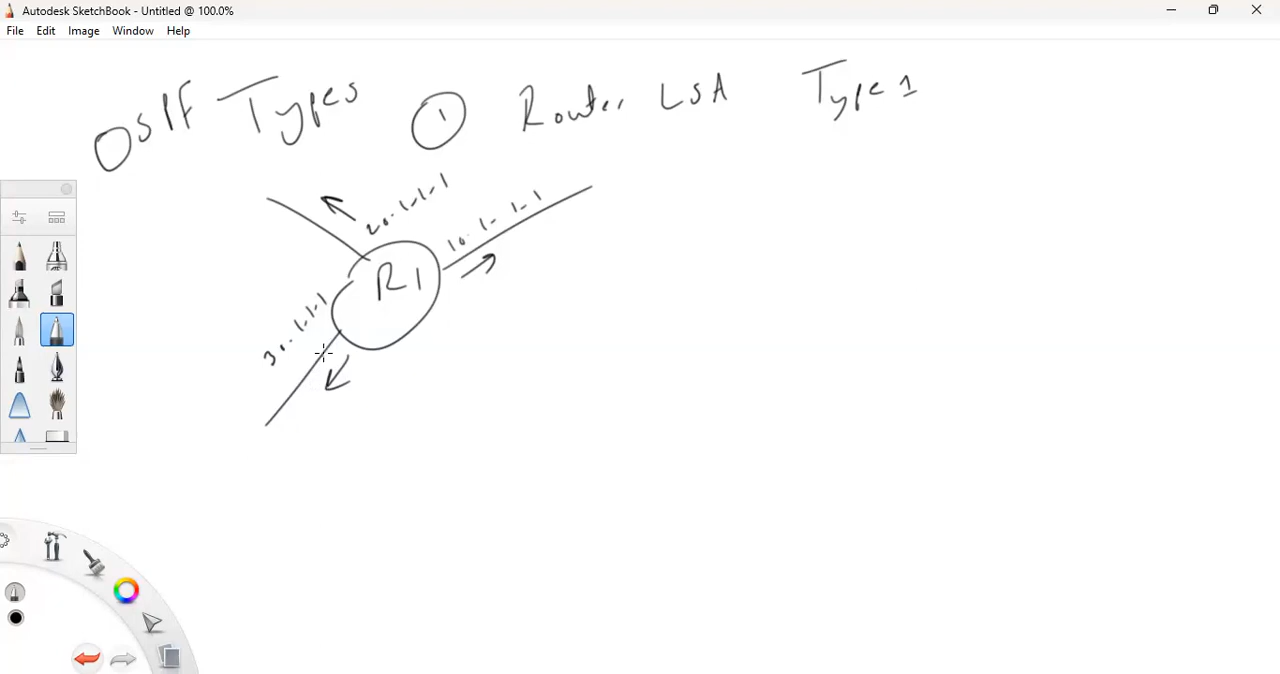 Autodesk SketchBook - Untitled @ 100.0%
File Edit Image Window Help
OSPF Types 1 Router LSA Type 1
20.1.1.1
10.1.1.1
R1
30.1.1.1